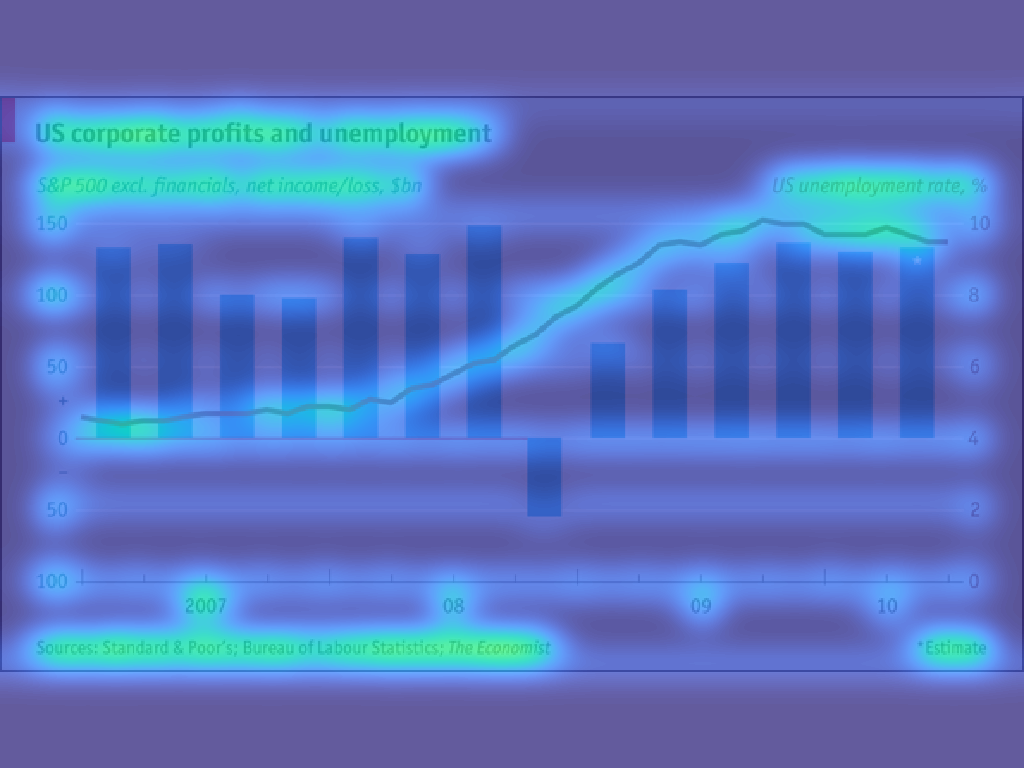 US corporate profits and unemployment
S&P 500 excl. financials, net income/loss, $bn
US unemployment rate, %
150 10
100 8
50 6
+
0 4
–
50 2
100 0
*
2007 08 09 10
Sources: Standard & Poor's; Bureau of Labour Statistics; The Economist
*Estimate